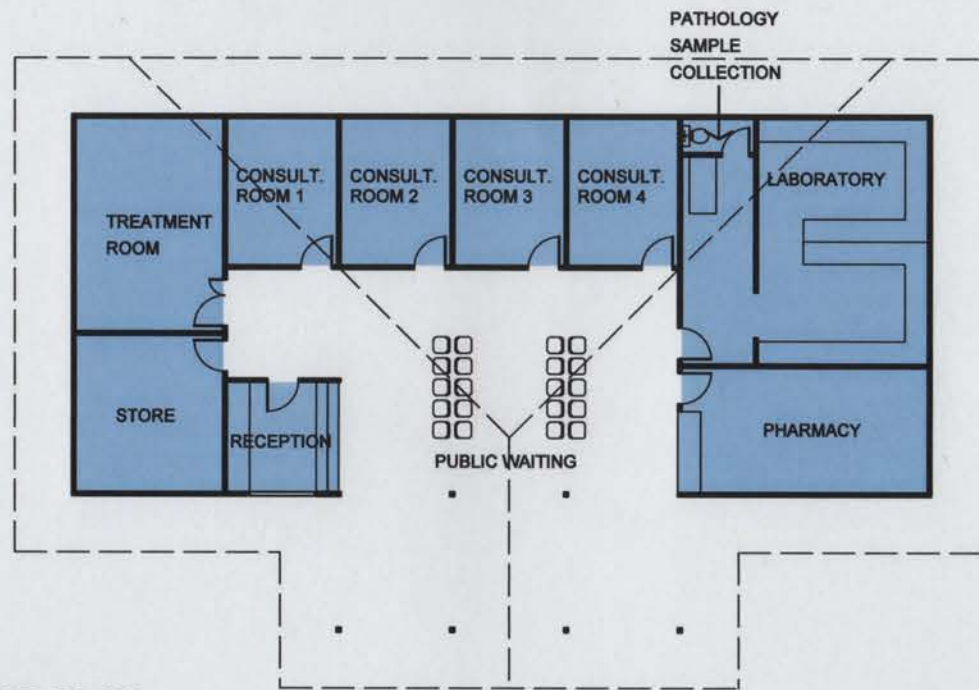 PATHOLOGY
SAMPLE
COLLECTION
CONSULT.
ROOM 1
CONSULT.
ROOM 2
CONSULT.
ROOM 3
CONSULT.
ROOM 4
LABORATORY
TREATMENT
ROOM
STORE
RECEPTION
PUBLIC WAITING
PHARMACY